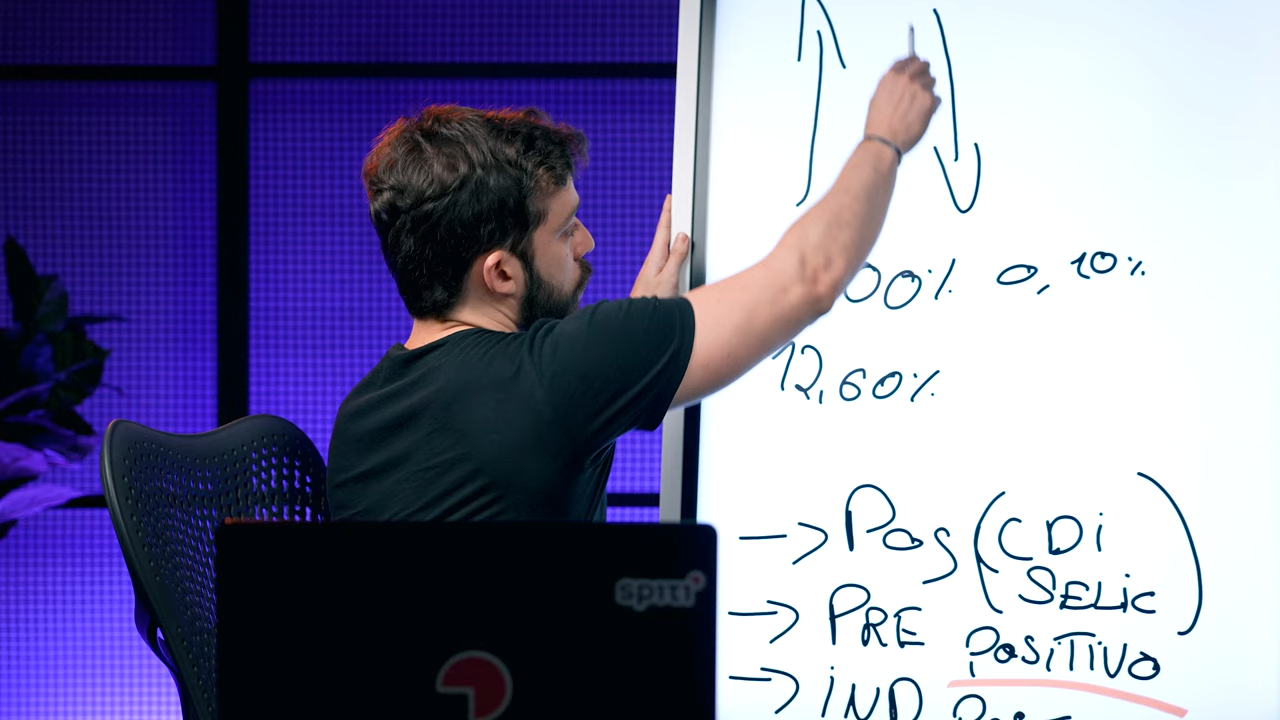 00% 0,10%
12,60%
→ Pos (CDi
SELiC)
→ PRE POSiTiVO
→ iND
spiti